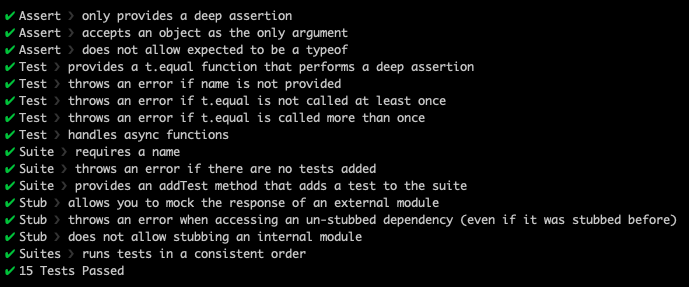 ✔ Assert › only provides a deep assertion
✔ Assert › accepts an object as the only argument
✔ Assert › does not allow expected to be a typeof
✔ Test › provides a t.equal function that performs a deep assertion
✔ Test › throws an error if name is not provided
✔ Test › throws an error if t.equal is not called at least once
✔ Test › throws an error if t.equal is called more than once
✔ Test › handles async functions
✔ Suite › requires a name
✔ Suite › throws an error if there are no tests added
✔ Suite › provides an addTest method that adds a test to the suite
✔ Stub › allows you to mock the response of an external module
✔ Stub › throws an error when accessing an un-stubbed dependency (even if it was stubbed before)
✔ Stub › does not allow stubbing an internal module
✔ Suites › runs tests in a consistent order
✔ 15 Tests Passed